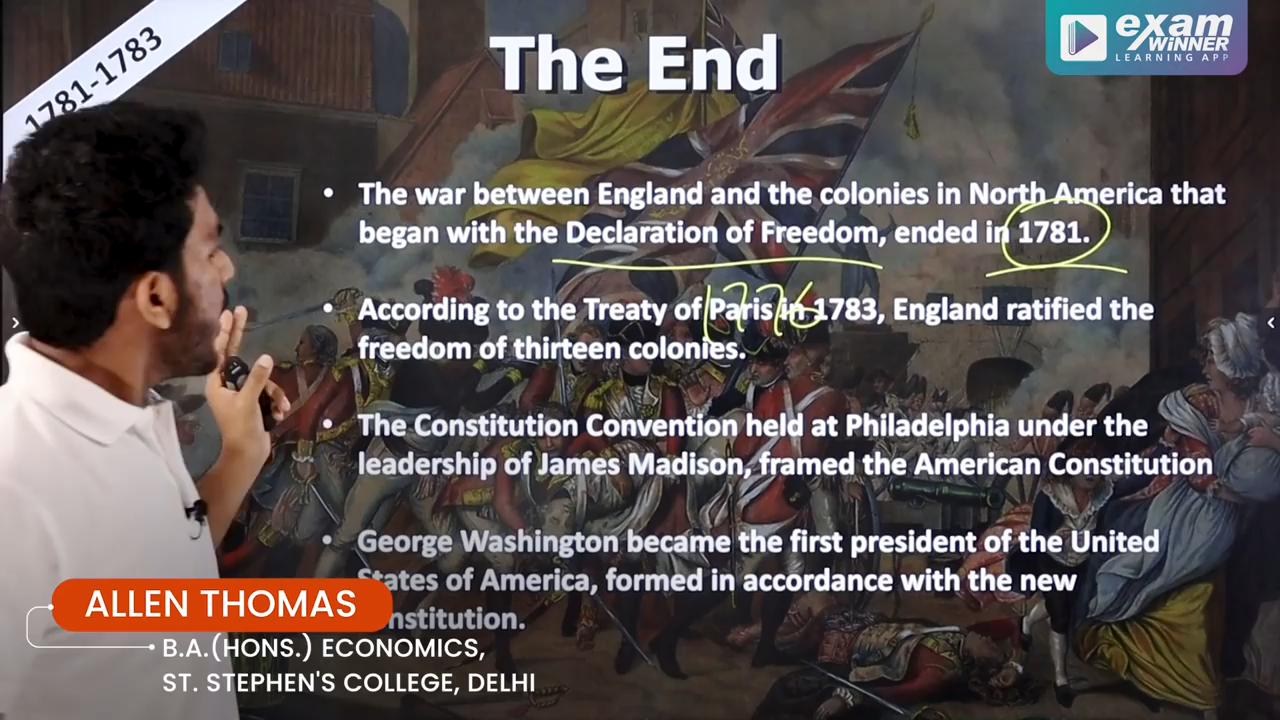 1781-1783
The End
exam
WINNER
LEARNING APP
• The war between England and the colonies in North America that
began with the Declaration of Freedom, ended in 1781.
1776
• According to the Treaty of Paris in 1783, England ratified the
freedom of thirteen colonies.
• The Constitution Convention held at Philadelphia under the
leadership of James Madison, framed the American Constitution
• George Washington became the first president of the United
States of America, formed in accordance with the new
nstitution.
ALLEN THOMAS
B.A.(HONS.) ECONOMICS,
ST. STEPHEN'S COLLEGE, DELHI